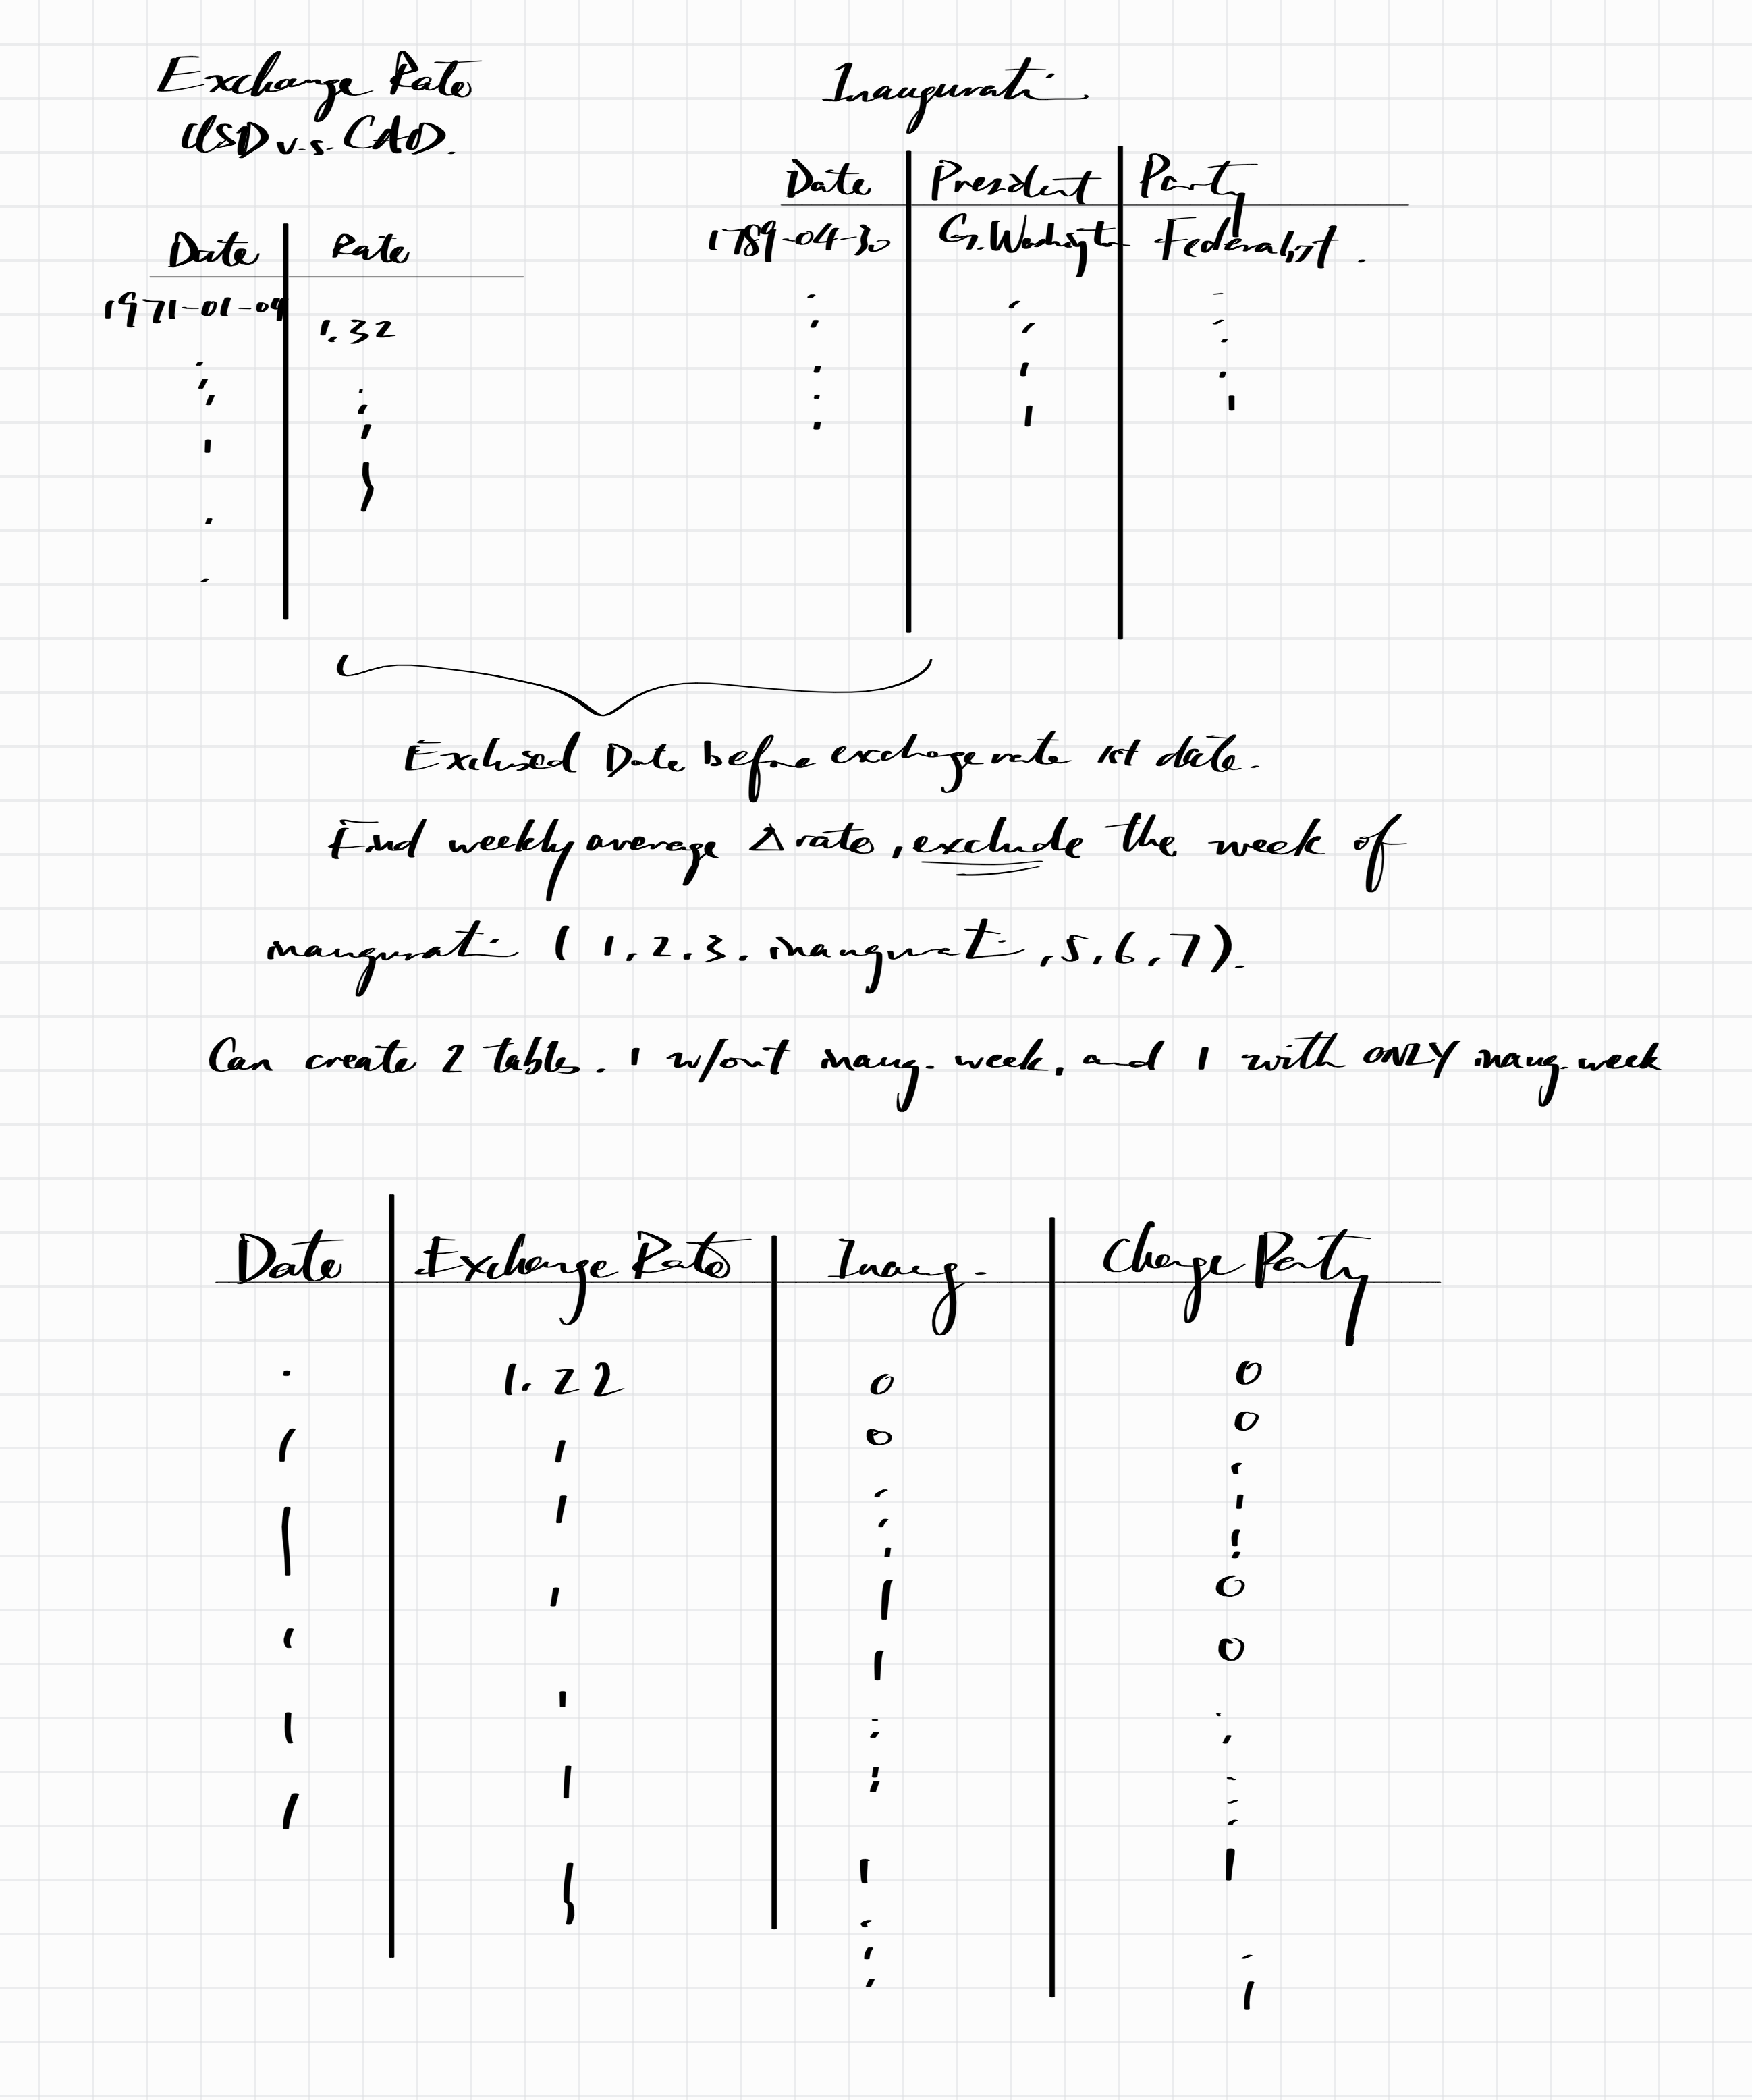 Exchange Rate
USD v.s. CAD.
Date Rate
1971-01-04
1.32
Inaugurati
Date President Party
1789-04-30 G. Washington Federalist.
Exclused Date before exchange rate 1st date.
Find weekly average Δ rate, exclude the week of
inaugurati (1, 2, 3, inaugurati, 5, 6, 7).
Can create 2 tables. 1 w/out inaug. week, and 1 with ONLY inaug. week
Date Exchange Rate Inaug. Change Party
1.22 0 0
0 0
0
0